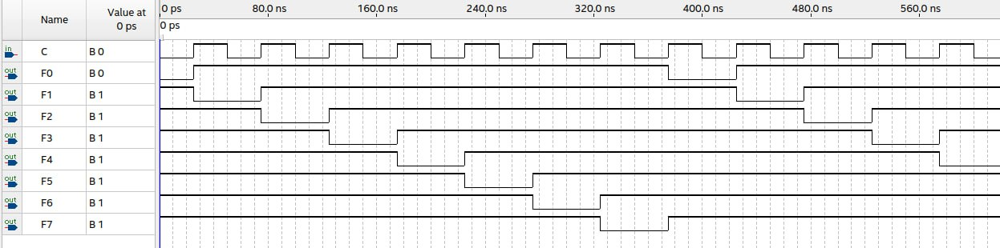 Name
Value at
0 ps
0 ps
80.0 ns
160.0 ns
240.0 ns
320.0 ns
400.0 ns
480.0 ns
560.0 ns
0 ps
in
C
B 0
out
F0
B 0
out
F1
B 1
out
F2
B 1
out
F3
B 1
out
F4
B 1
out
F5
B 1
out
F6
B 1
out
F7
B 1